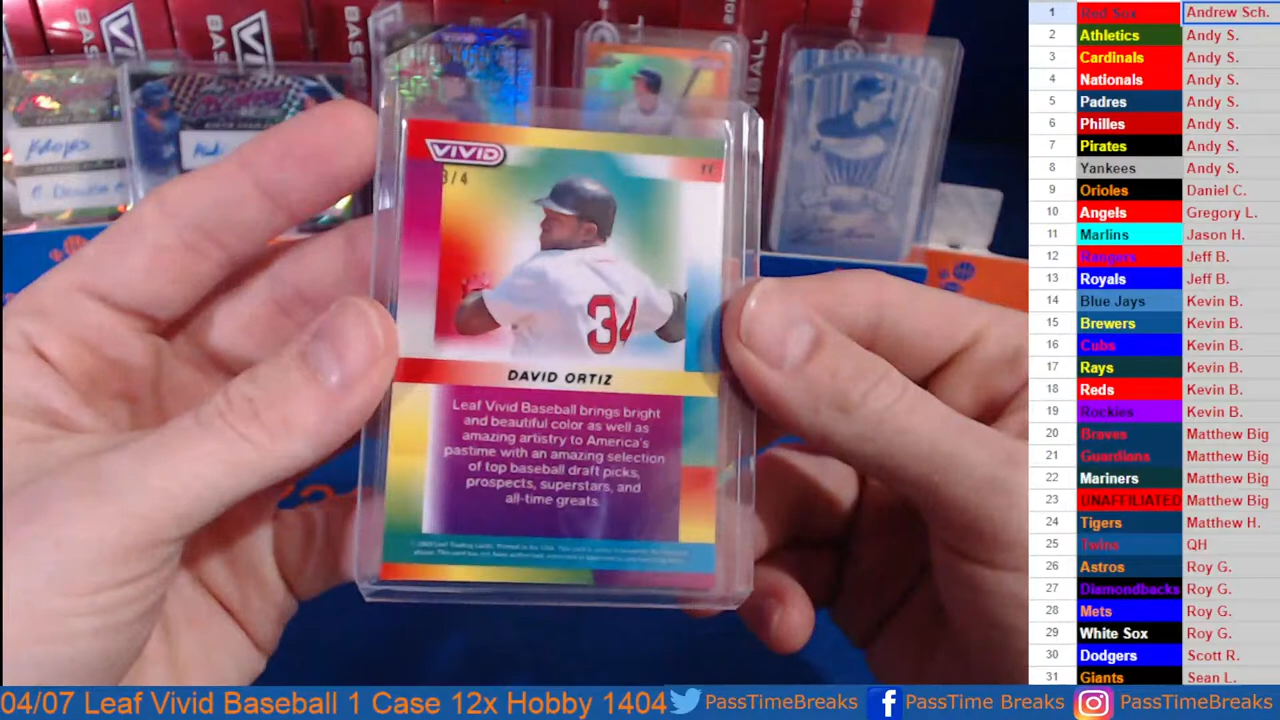 VIVID
3/4
DAVID ORTIZ
34
Leaf Vivid Baseball brings bright
and beautiful color as well as
amazing artistry to America's
pastime with an amazing selection
of top baseball draft picks,
prospects, superstars, and
all-time greats.
1 Red Sox Andrew Sch.
2 Athletics Andy S.
3 Cardinals Andy S.
4 Nationals Andy S.
5 Padres Andy S.
6 Philles Andy S.
7 Pirates Andy S.
8 Yankees Andy S.
9 Orioles Daniel C.
10 Angels Gregory L.
11 Marlins Jason H.
12 Rangers Jeff B.
13 Royals Jeff B.
14 Blue Jays Kevin B.
15 Brewers Kevin B.
16 Cubs Kevin B.
17 Rays Kevin B.
18 Reds Kevin B.
19 Rockies Kevin B.
20 Braves Matthew Big
21 Guardians Matthew Big
22 Mariners Matthew Big
23 UNAFFILIATED Matthew Big
24 Tigers Matthew H.
25 Twins QH
26 Astros Roy G.
27 Diamondbacks Roy G.
28 Mets Roy G.
29 White Sox Roy G.
30 Dodgers Scott R.
31 Giants Sean L.
04/07 Leaf Vivid Baseball 1 Case 12x Hobby 1404 PassTimeBreaks PassTime Breaks PassTimeBreaks